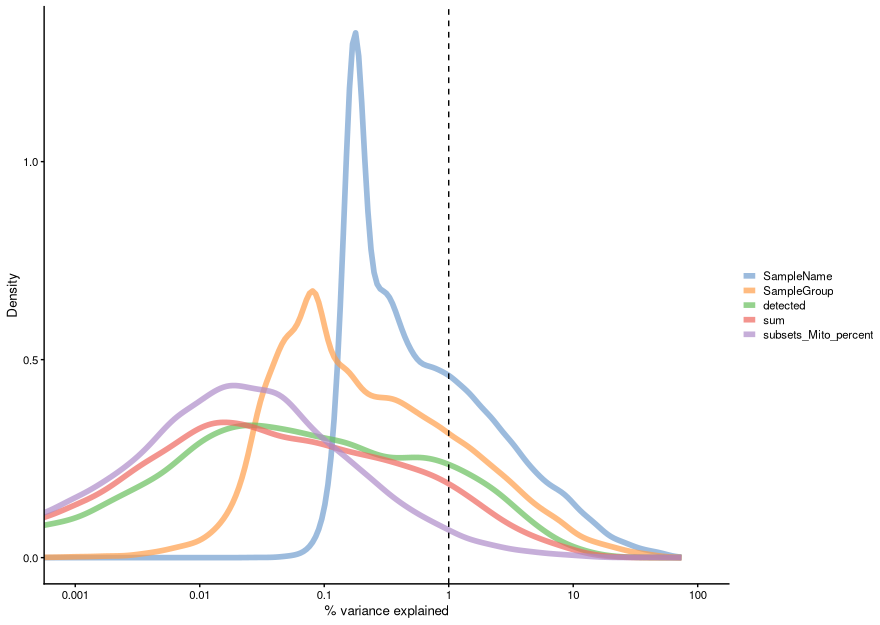 Density
1.0
0.5
0.0
0.001 0.01 0.1 1 10 100
% variance explained
SampleName
SampleGroup
detected
sum
subsets_Mito_percent